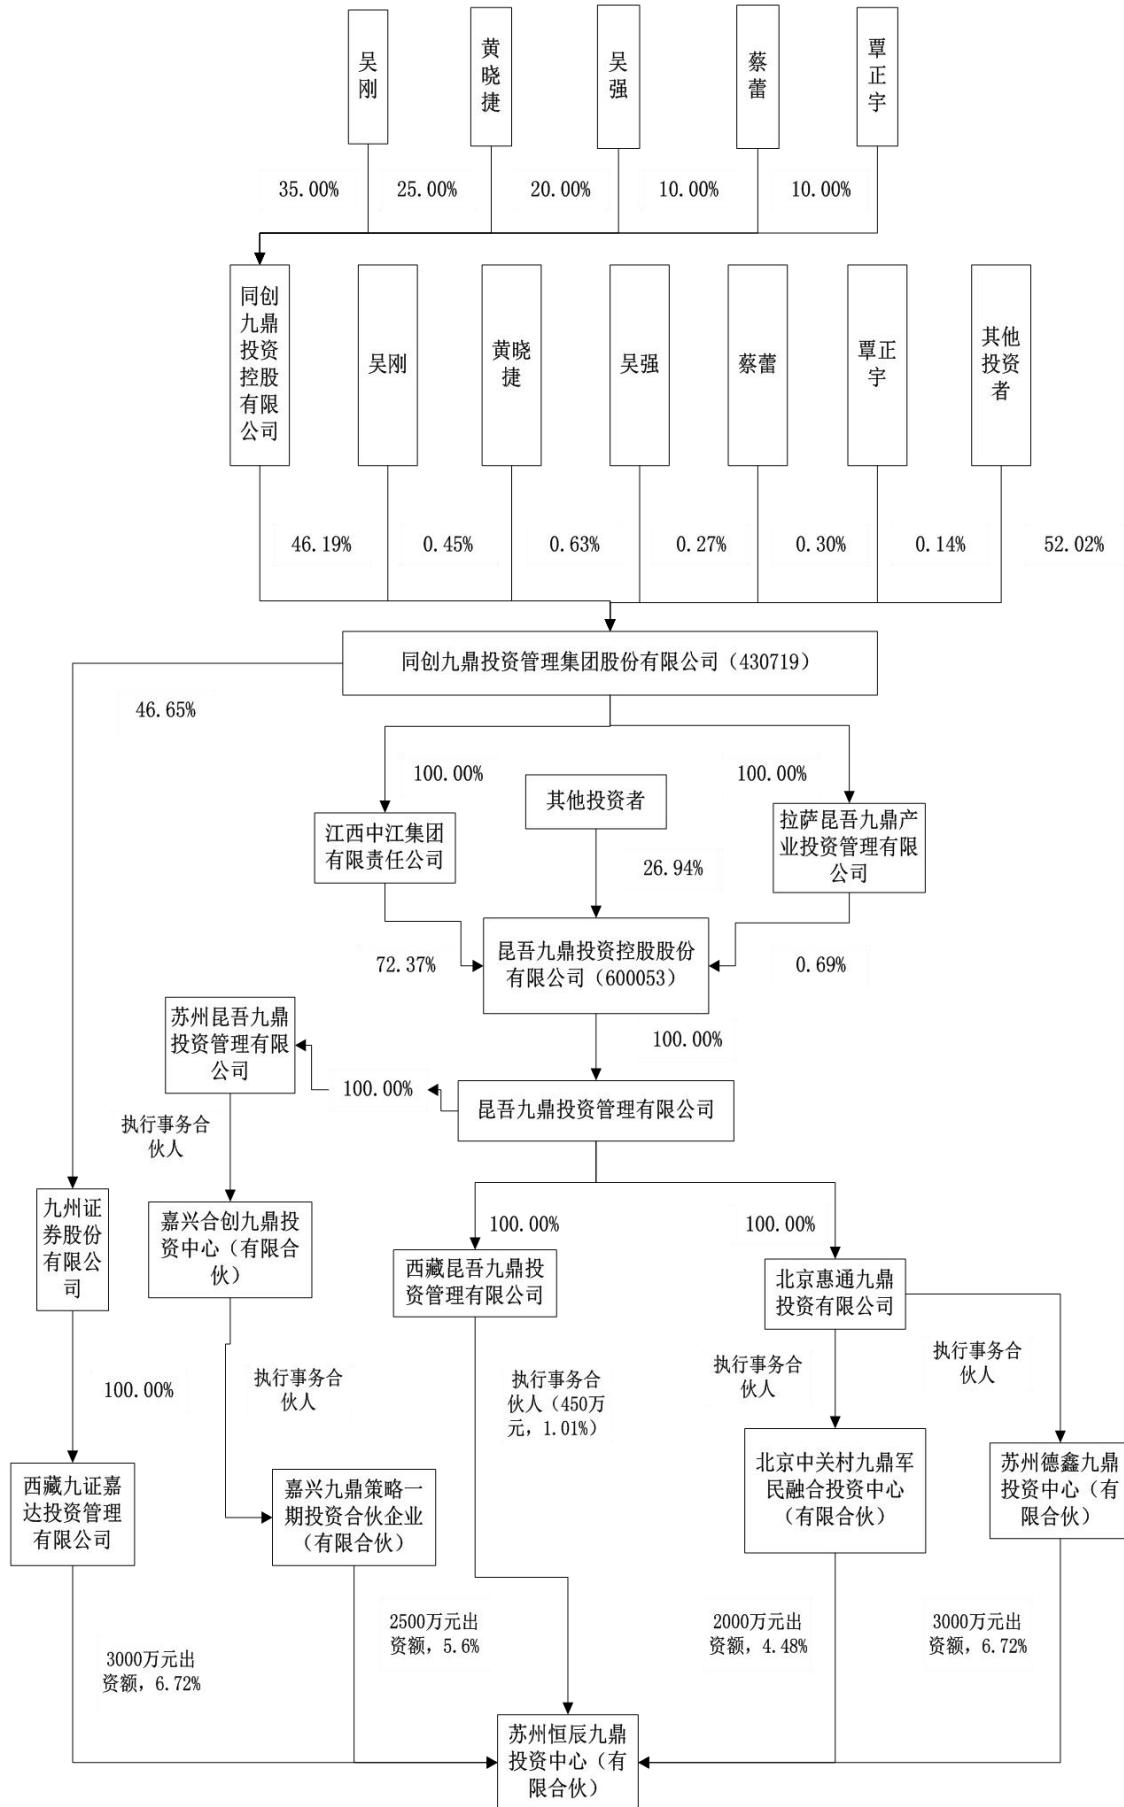 吴
刚
黄
晓
捷
吴
强
蔡
蕾
覃
正
宇
35.00%
25.00%
20.00%
10.00%
10.00%
同创
九鼎
投资
控股
有限
公司
吴刚
黄晓
捷
吴强
蔡蕾
覃正
宇
其他
投资
者
46.19%
0.45%
0.63%
0.27%
0.30%
0.14%
52.02%
同创九鼎投资管理集团股份有限公司（430719）
46.65%
100.00%
100.00%
其他投资者
江西中江集团
有限责任公司
拉萨昆吾九鼎产
业投资管理有限
公司
26.94%
72.37%
昆吾九鼎投资控股股份
有限公司（600053）
0.69%
苏州昆吾九鼎
投资管理有限
公司
100.00%
100.00%
昆吾九鼎投资管理有限公司
执行事务合
伙人
九州证
券股份
有限公
司
嘉兴合创九鼎投
资中心（有限合
伙）
100.00%
100.00%
西藏昆吾九鼎投
资管理有限公司
北京惠通九鼎
投资有限公司
100.00%
执行事务合
伙人
执行事务合
伙人（450万
元，1.01%）
执行事务合
伙人
执行事务合
伙人
西藏九证嘉
达投资管理
有限公司
嘉兴九鼎策略一
期投资合伙企业
（有限合伙）
北京中关村九鼎军
民融合投资中心
（有限合伙）
苏州德鑫九鼎
投资中心（有
限合伙）
3000万元出
资额，6.72%
2500万元出
资额，5.6%
2000万元出
资额，4.48%
3000万元出
资额，6.72%
苏州恒辰九鼎
投资中心（有
限合伙）